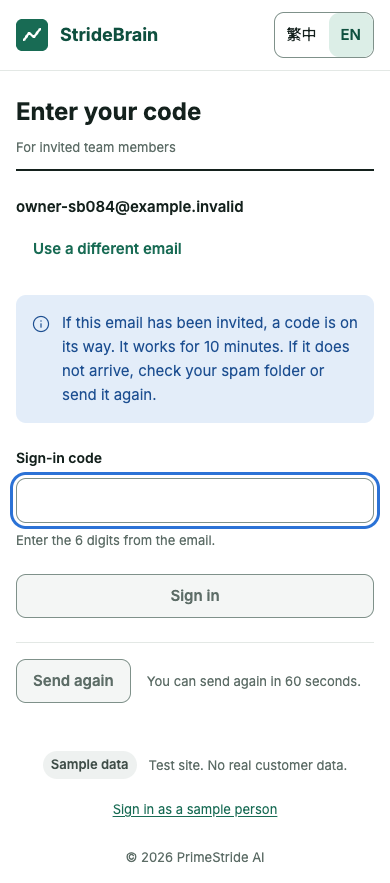 StrideBrain
繁中
EN
Enter your code
For invited team members
owner-sb084@example.invalid
Use a different email
If this email has been invited, a code is on
its way. It works for 10 minutes. If it does
not arrive, check your spam folder or
send it again.
Sign-in code
Enter the 6 digits from the email.
Sign in
Send again
You can send again in 60 seconds.
Sample data
Test site. No real customer data.
Sign in as a sample person
© 2026 PrimeStride AI